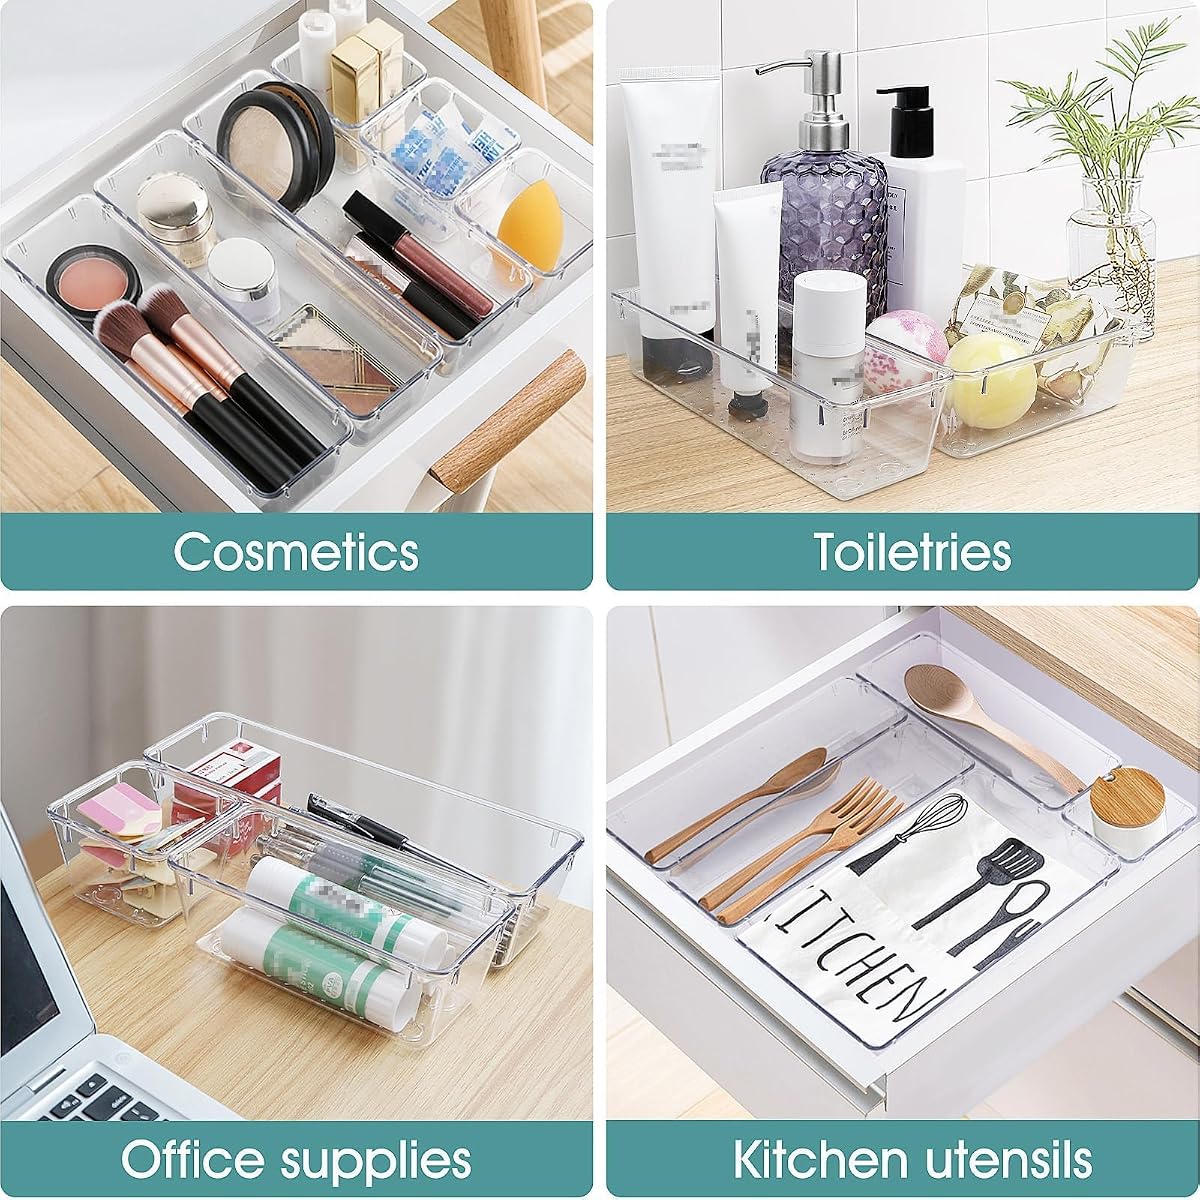 Cosmetics
Toiletries
Office supplies
KITCHEN
Kitchen utensils